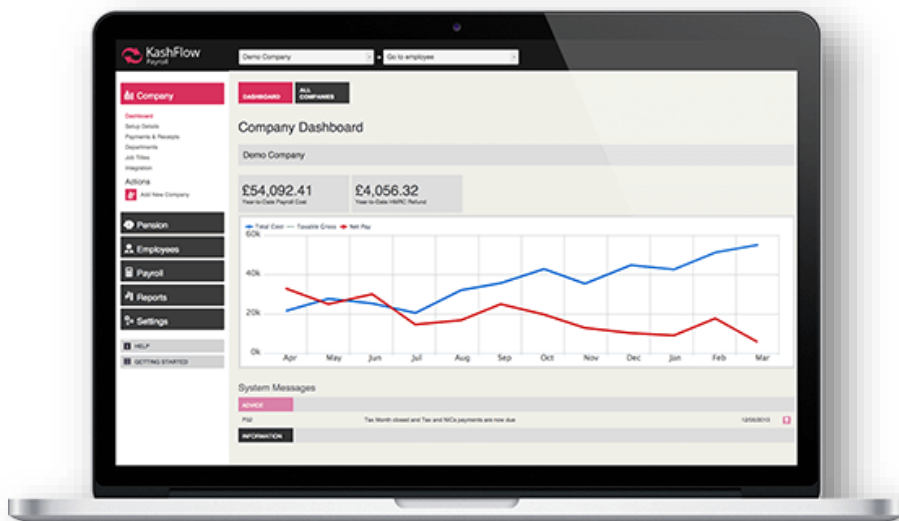 KashFlow
Payroll
Demo Company
Go to employee
Company
Dashboard
Setup Details
Payments & Receipts
Departments
Job Titles
Integration
Actions
Add New Company
Pension
Employees
Payroll
Reports
Settings
HELP
GETTING STARTED
DASHBOARD
ALL
COMPANIES
Company Dashboard
Demo Company
£54,092.41
Year-to-Date Payroll Cost
£4,056.32
Year-to-Date HMRC Refund
Total Cost Taxable Gross Net Pay
60k
40k
20k
0k
Apr May Jun Jul Aug Sep Oct Nov Dec Jan Feb Mar
System Messages
ADVICE
P32 Tax Month closed and Tax and NICs payments are now due
INFORMATION